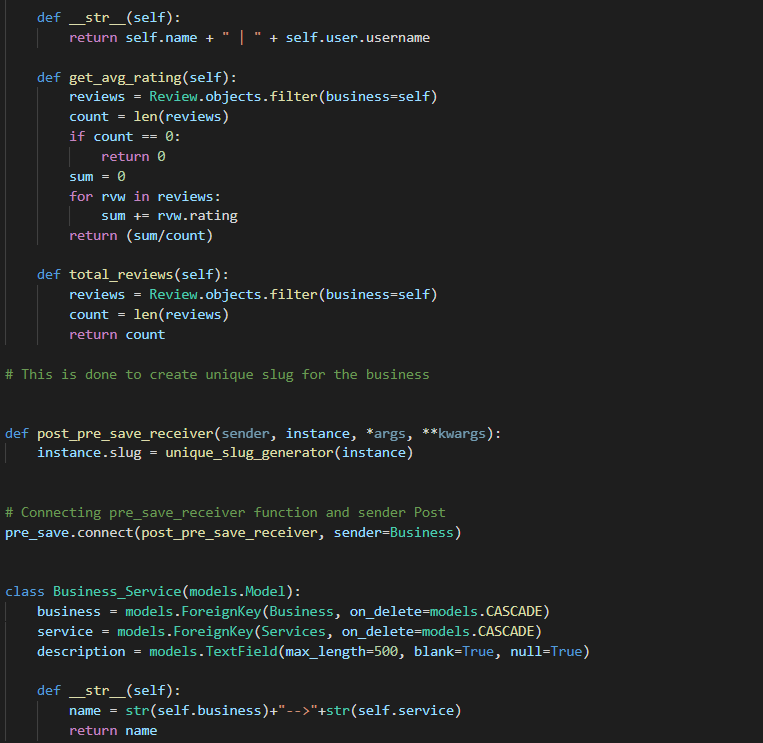 def __str__(self):
return self.name + " | " + self.user.username
def get_avg_rating(self):
reviews = Review.objects.filter(business=self)
count = len(reviews)
if count == 0:
return 0
sum = 0
for rvw in reviews:
sum += rvw.rating
return (sum/count)
def total_reviews(self):
reviews = Review.objects.filter(business=self)
count = len(reviews)
return count
# This is done to create unique slug for the business
def post_pre_save_receiver(sender, instance, *args, **kwargs):
instance.slug = unique_slug_generator(instance)
# Connecting pre_save_receiver function and sender Post
pre_save.connect(post_pre_save_receiver, sender=Business)
class Business_Service(models.Model):
business = models.ForeignKey(Business, on_delete=models.CASCADE)
service = models.ForeignKey(Services, on_delete=models.CASCADE)
description = models.TextField(max_length=500, blank=True, null=True)
def __str__(self):
name = str(self.business)+"-->"+str(self.service)
return name